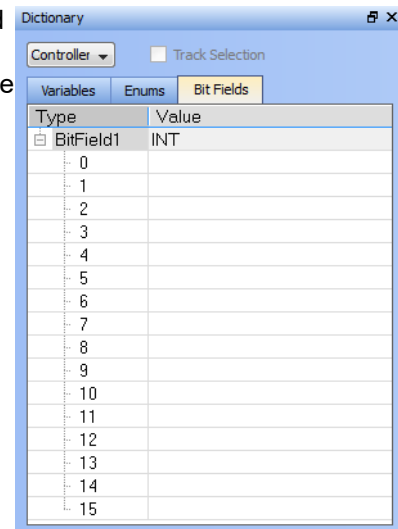 Dictionary
Controller
Track Selection
Variables Enums Bit Fields
Type Value
BitField1 INT
0
1
2
3
4
5
6
7
8
9
10
11
12
13
14
15